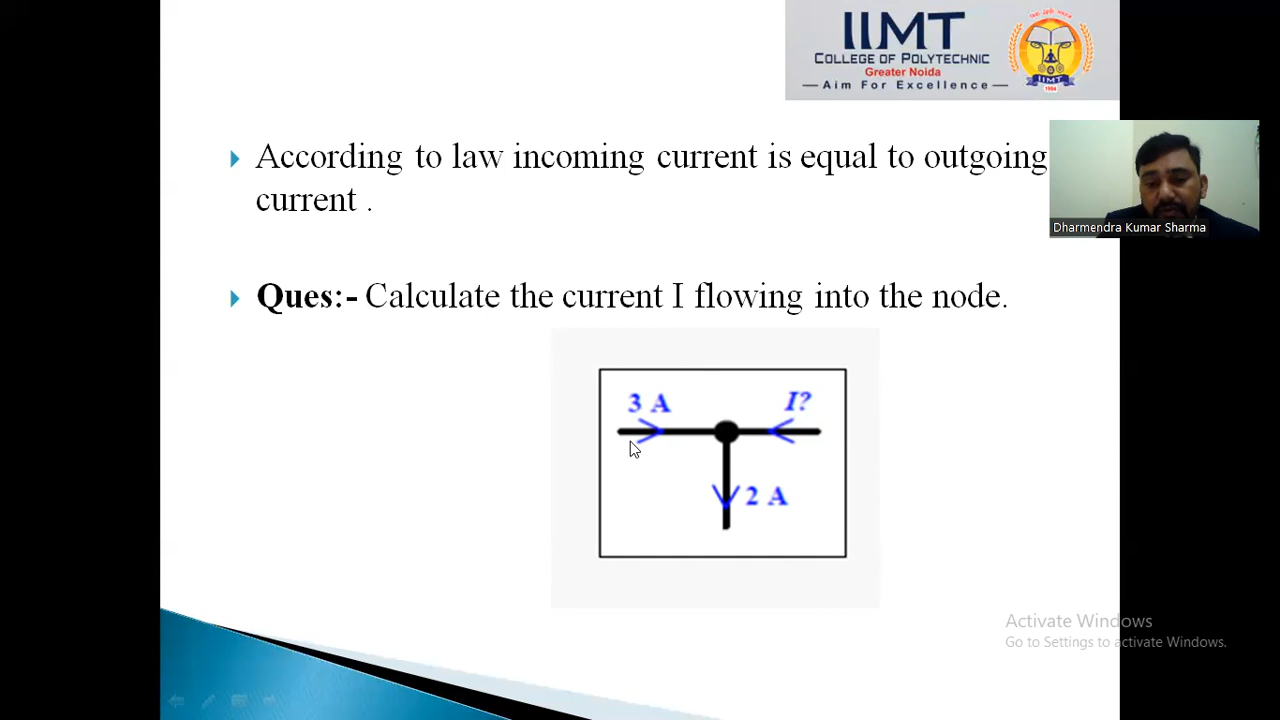 IIMT
COLLEGE OF POLYTECHNIC
Greater Noida
Aim For Excellence
IIMT
According to law incoming current is equal to outgoing
current .
Dharmendra Kumar Sharma
Ques:- Calculate the current I flowing into the node.
3 A
I?
2 A
Activate Windows
Go to Settings to activate Windows.